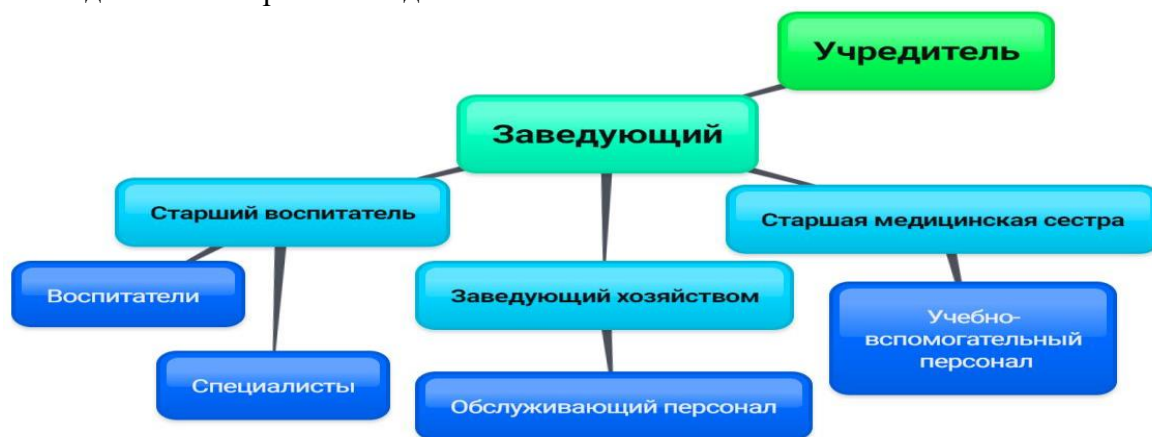 Учредитель
Заведующий
Старший воспитатель
Старшая медицинская сестра
Воспитатели
Заведующий хозяйством
Учебно-
вспомогательный
персонал
Специалисты
Обслуживающий персонал